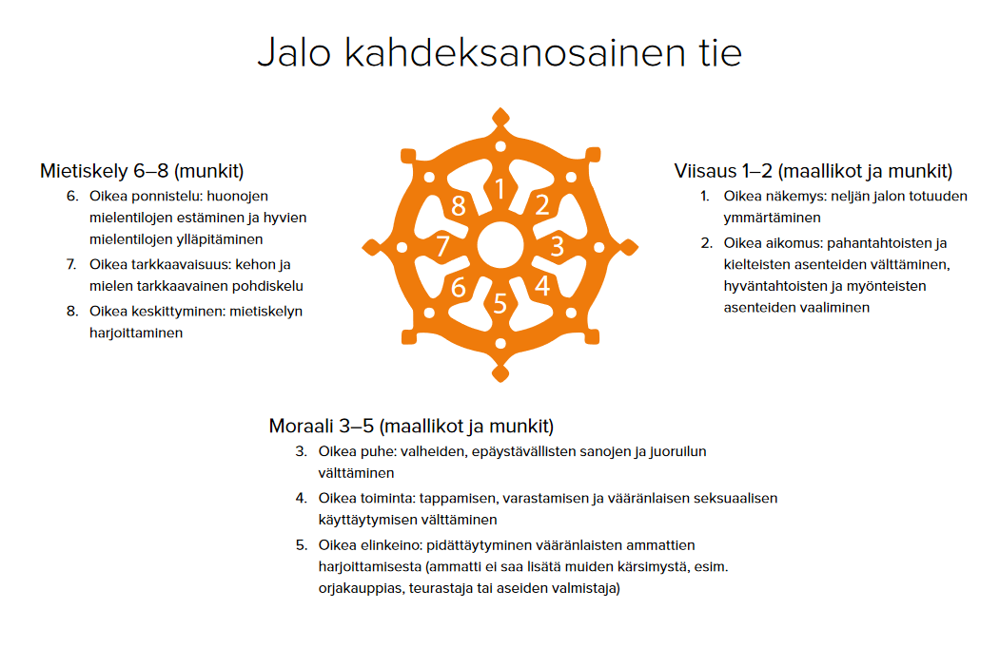 Jalo kahdeksanosainen tie
Mietiskely 6–8 (munkit)
6. Oikea ponnistelu: huonojen
mielentilojen estäminen ja hyvien
mielentilojen ylläpitäminen
7. Oikea tarkkaavaisuus: kehon ja
mielen tarkkaavainen pohdiskelu
8. Oikea keskittyminen: mietiskelyn
harjoittaminen
1
2
3
4
5
6
7
8
Viisaus 1–2 (maallikot ja munkit)
1. Oikea näkemys: neljän jalon totuuden
ymmärtäminen
2. Oikea aikomus: pahantahtoisten ja
kielteisten asenteiden välttäminen,
hyväntahtoisten ja myönteisten
asenteiden vaaliminen
Moraali 3–5 (maallikot ja munkit)
3. Oikea puhe: valheiden, epäystävällisten sanojen ja juoruilun
välttäminen
4. Oikea toiminta: tappamisen, varastamisen ja vääränlaisen seksuaalisen
käyttäytymisen välttäminen
5. Oikea elinkeino: pidättäytyminen vääränlaisten ammattien
harjoittamisesta (ammatti ei saa lisätä muiden kärsimystä, esim.
orjakauppias, teurastaja tai aseiden valmistaja)